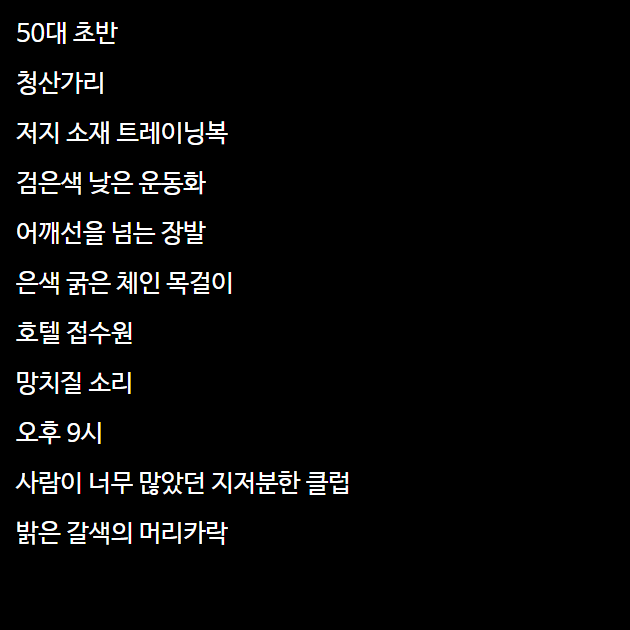 50대 초반
청산가리
저지 소재 트레이닝복
검은색 낮은 운동화
어깨선을 넘는 장발
은색 굵은 체인 목걸이
호텔 접수원
망치질 소리
오후 9시
사람이 너무 많았던 지저분한 클럽
밝은 갈색의 머리카락